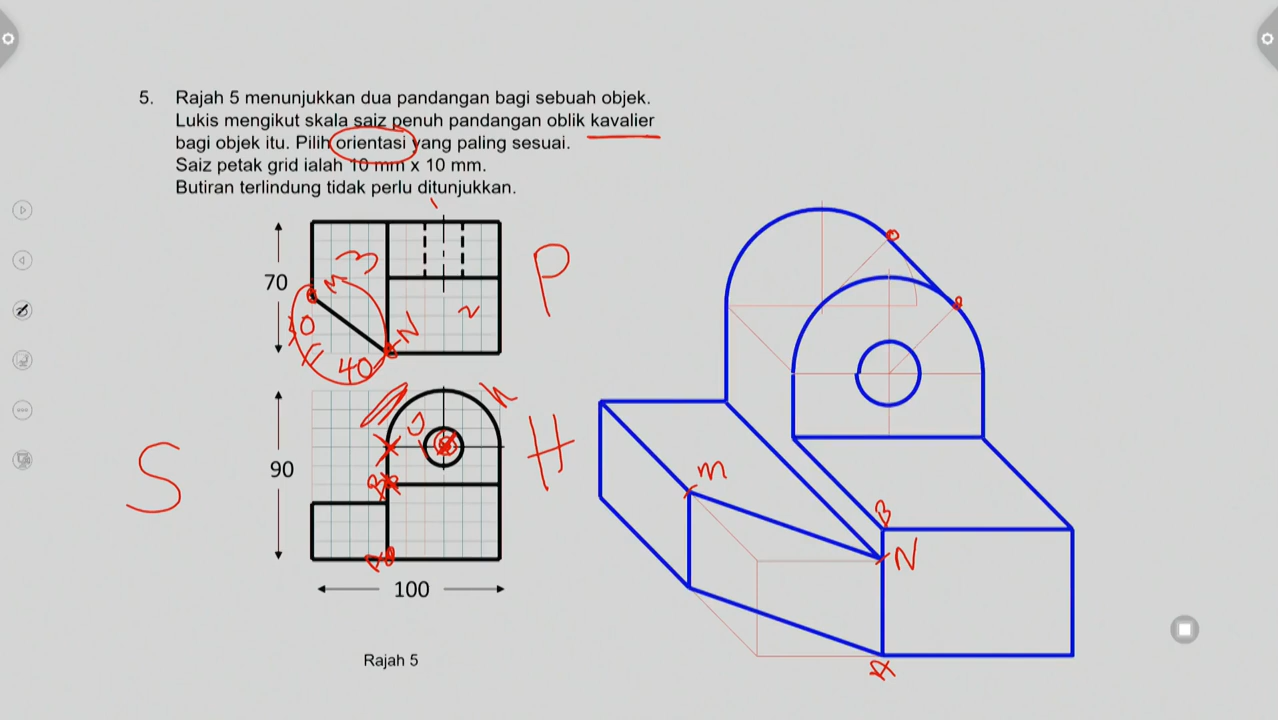 5. Rajah 5 menunjukkan dua pandangan bagi sebuah objek.
Lukis mengikut skala saiz penuh pandangan oblik kavalier
bagi objek itu. Pilih orientasi yang paling sesuai.
Saiz petak grid ialah 10 mm x 10 mm.
Butiran terlindung tidak perlu ditunjukkan.
70
M
3
N
2
40
P
90
S
B
A
H
100
Rajah 5
M
B
N
A